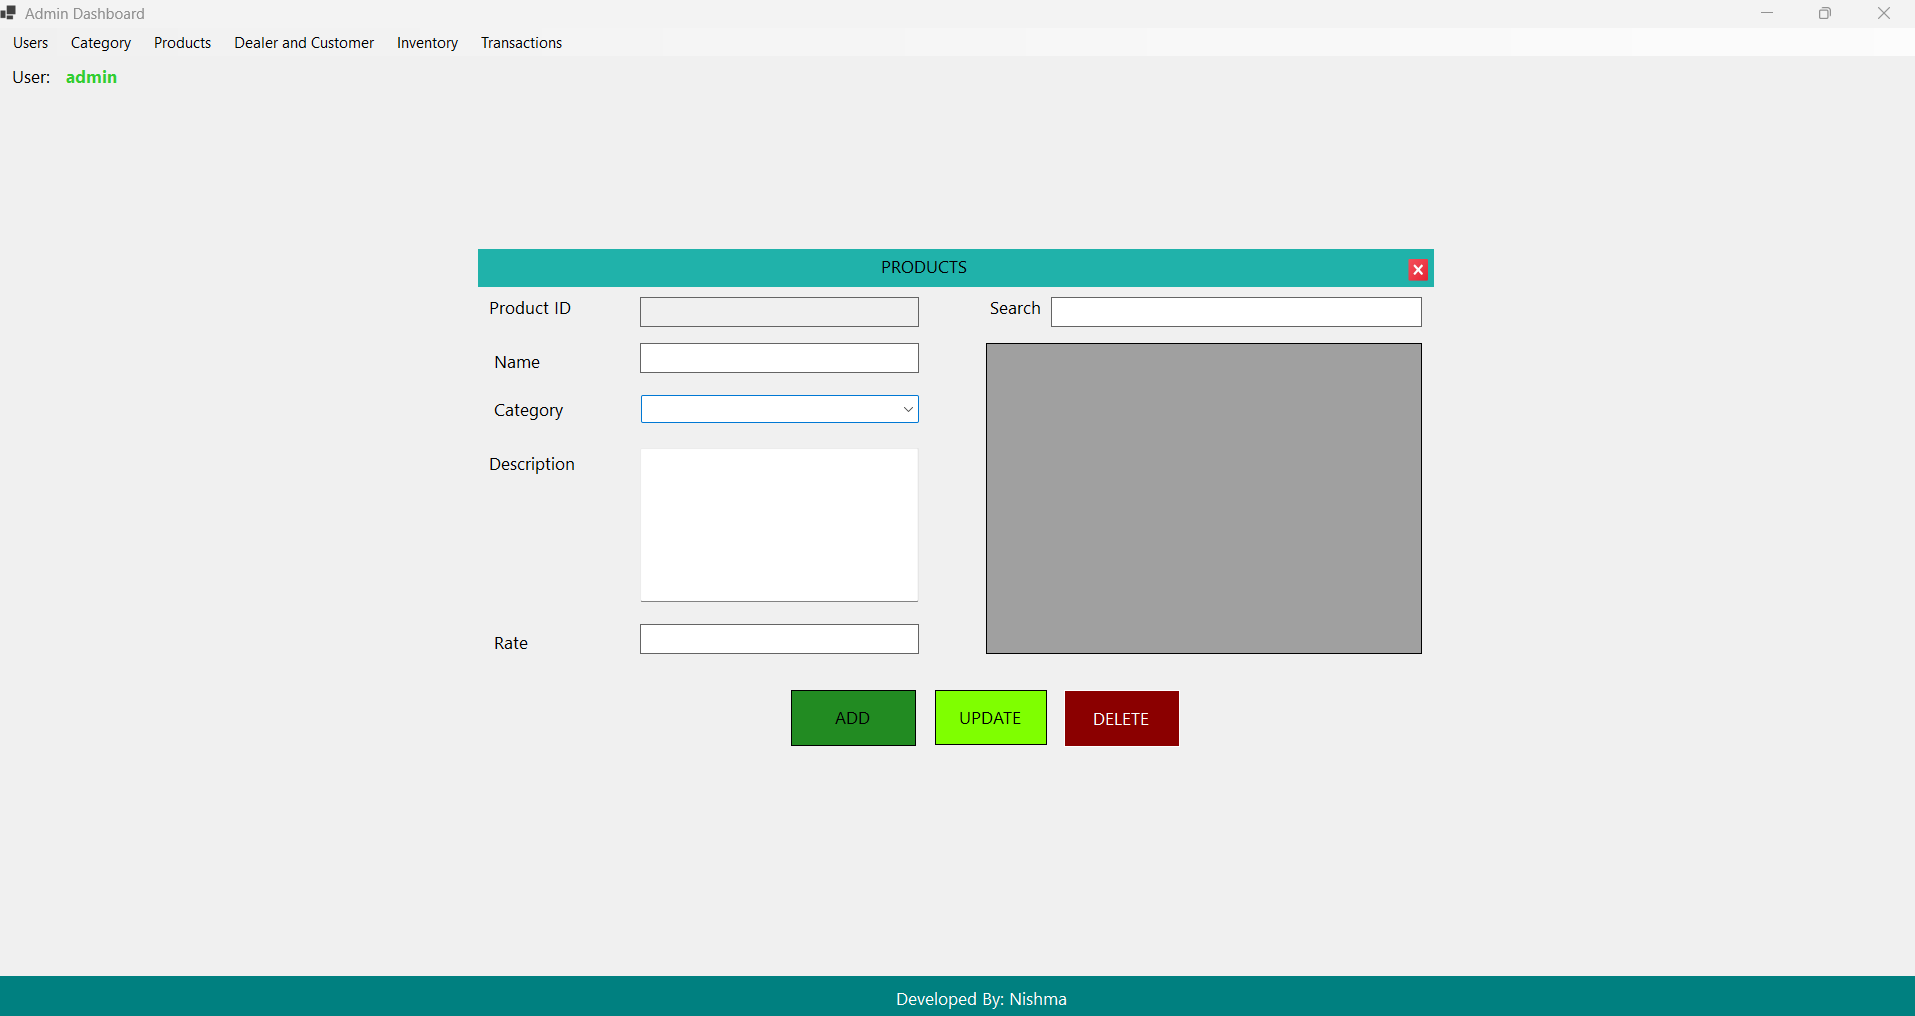 Admin Dashboard
Users Category Products Dealer and Customer Inventory Transactions
User: admin
PRODUCTS
Product ID
Search
Name
Category
Description
Rate
ADD UPDATE DELETE
Developed By: Nishma